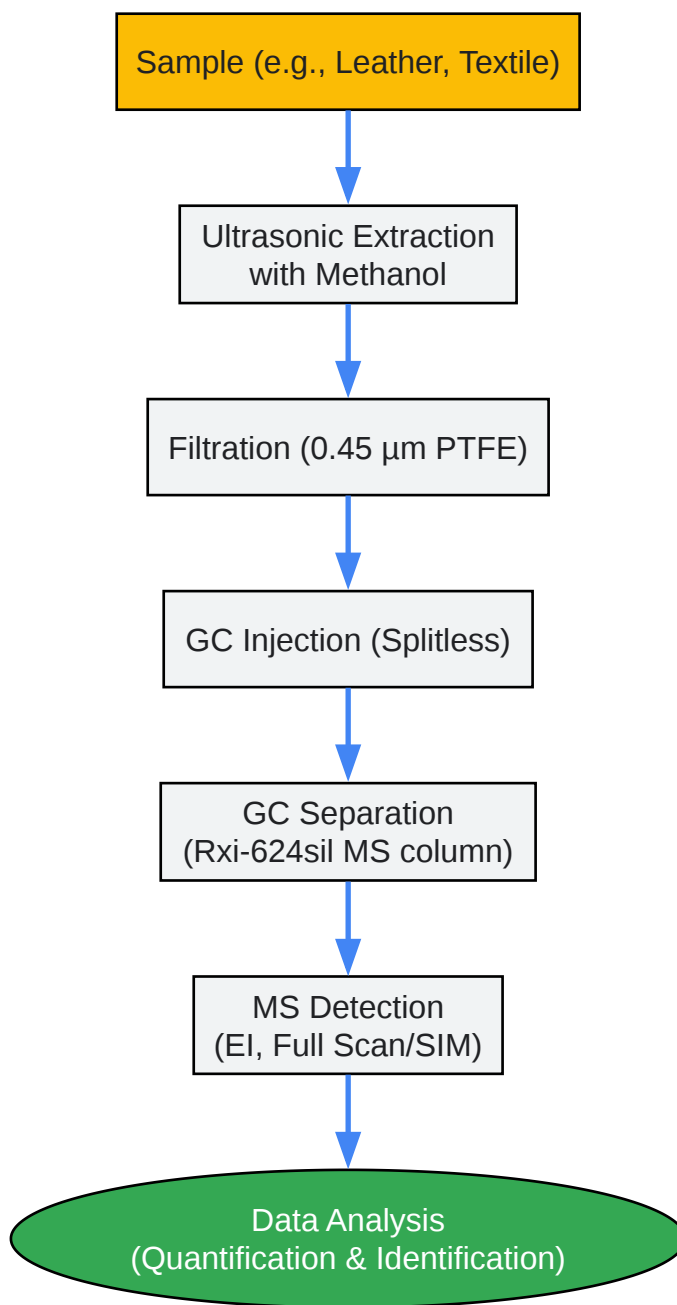 Sample (e.g., Leather, Textile)
Ultrasonic Extraction
with Methanol
Filtration (0.45 µm PTFE)
GC Injection (Splitless)
GC Separation
(Rxi-624sil MS column)
MS Detection
(EI, Full Scan/SIM)
Data Analysis
(Quantification & Identification)